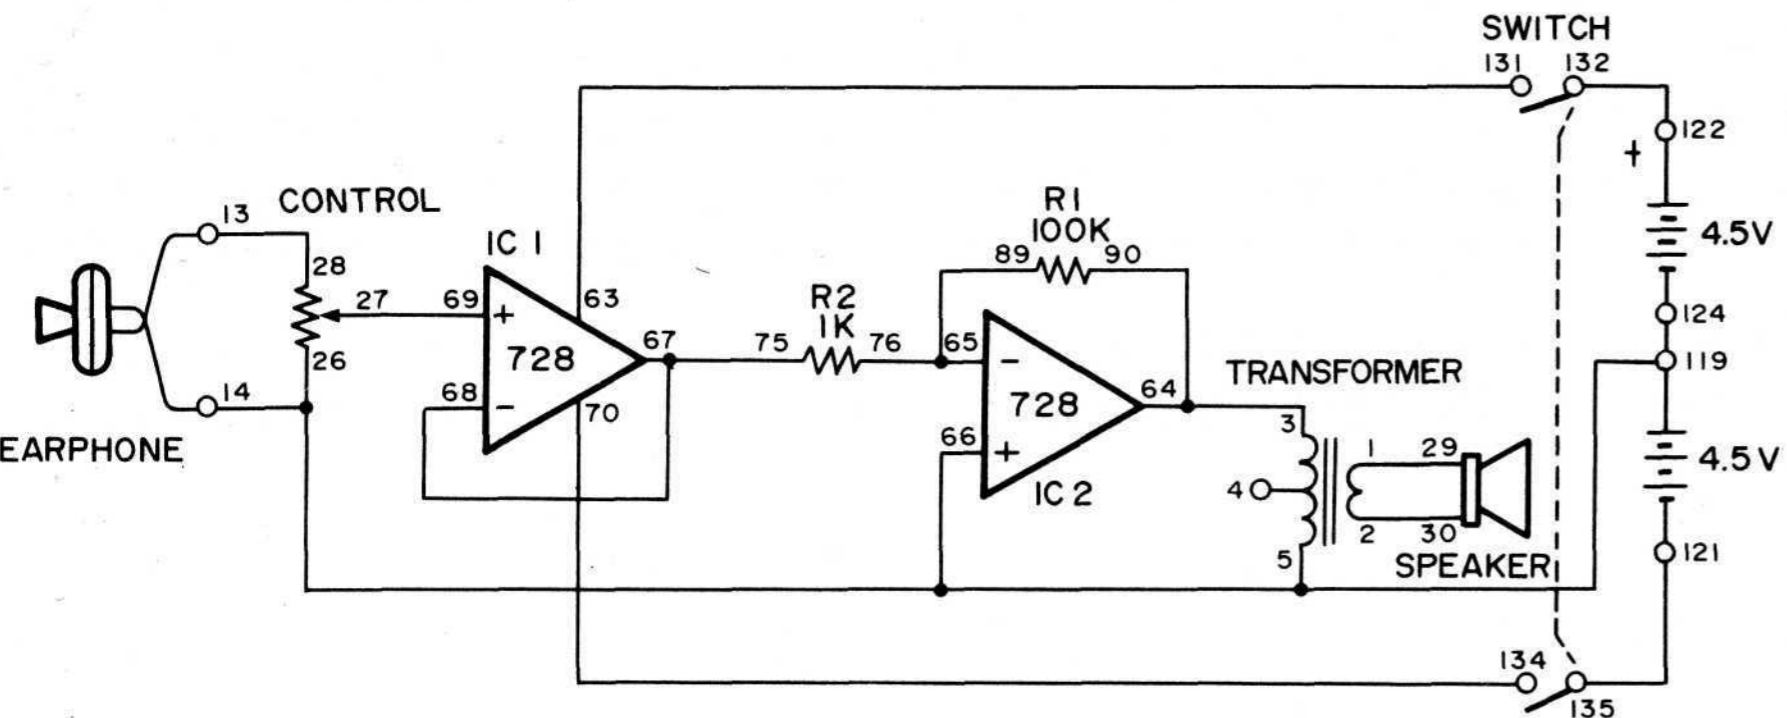 SWITCH
131 132
122
+
4.5V
124
119
4.5V
121
134
135
CONTROL
13
28
27
26
14
EARPHONE
IC 1
69
+
63
728
67
68
-
70
R2
1K
75 76
R1
100K
89 90
65
-
728
64
66
+
IC 2
TRANSFORMER
3
4
5
1
2
29
30
SPEAKER